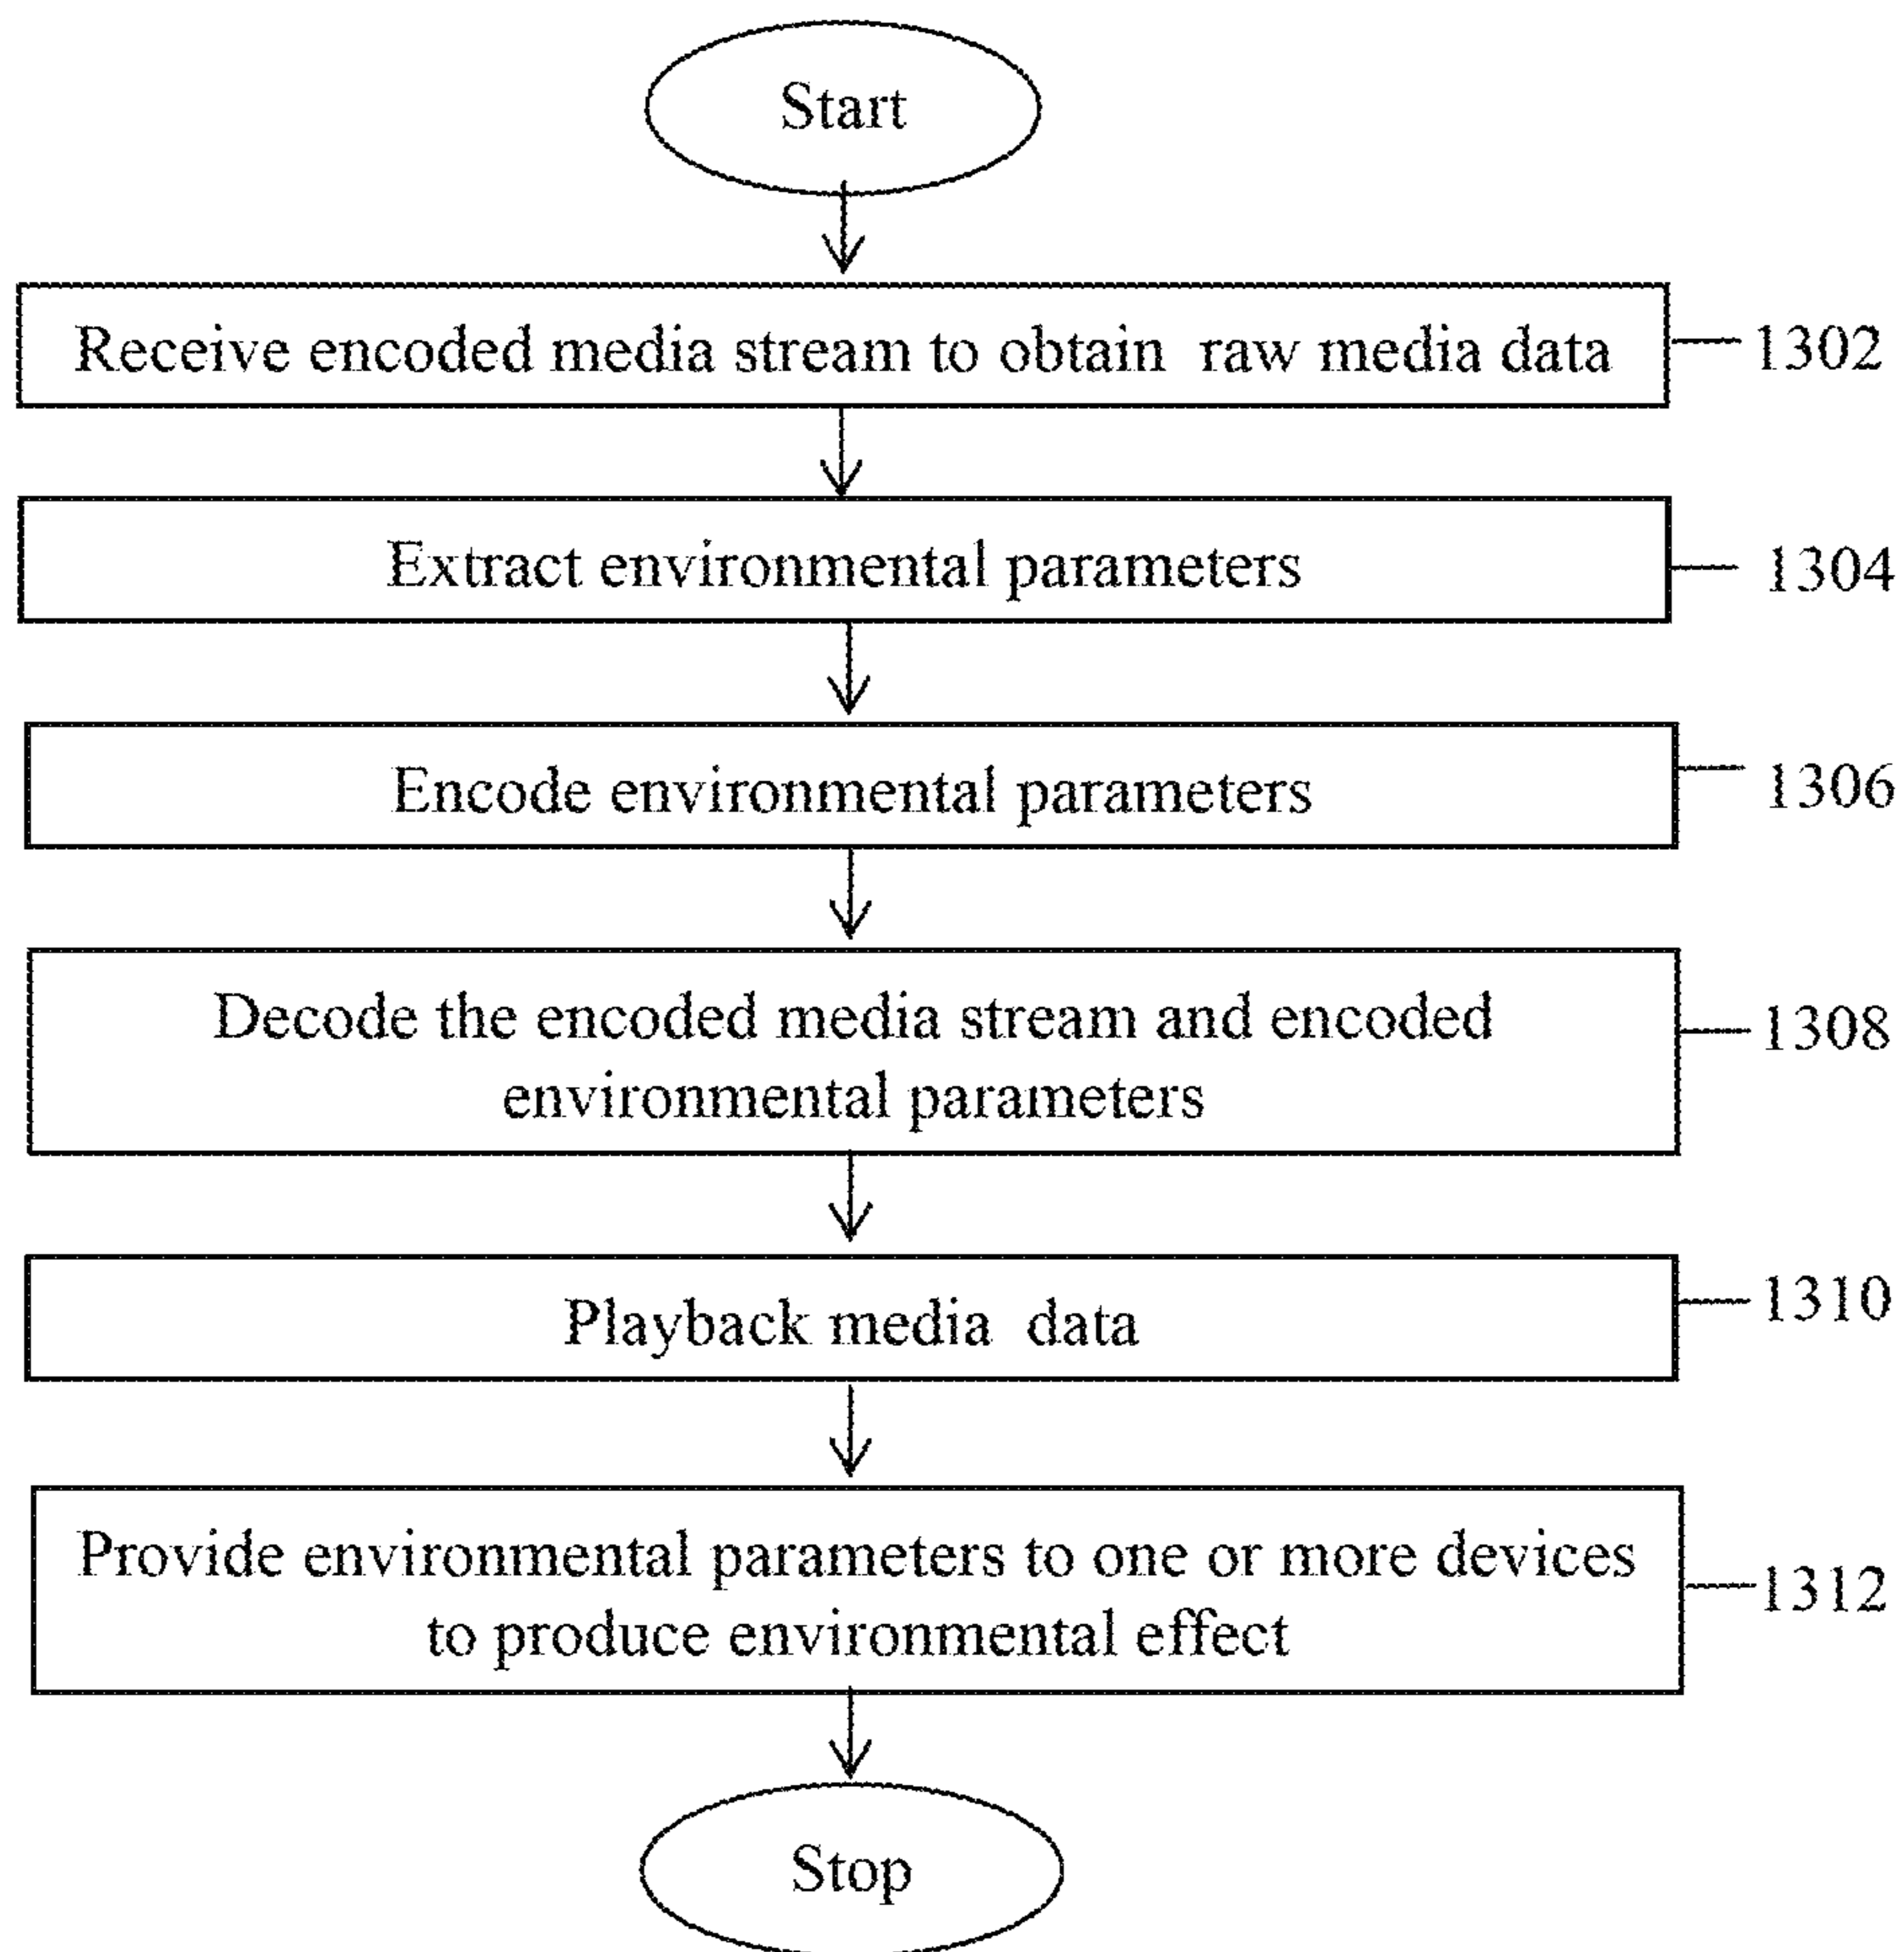 Start
Receive encoded media stream to obtain raw media data
1302
Extract environmental parameters
1304
Encode environmental parameters
1306
Decode the encoded media stream and encoded
environmental parameters
1308
Playback media data
1310
Provide environmental parameters to one or more devices
to produce environmental effect
1312
Stop